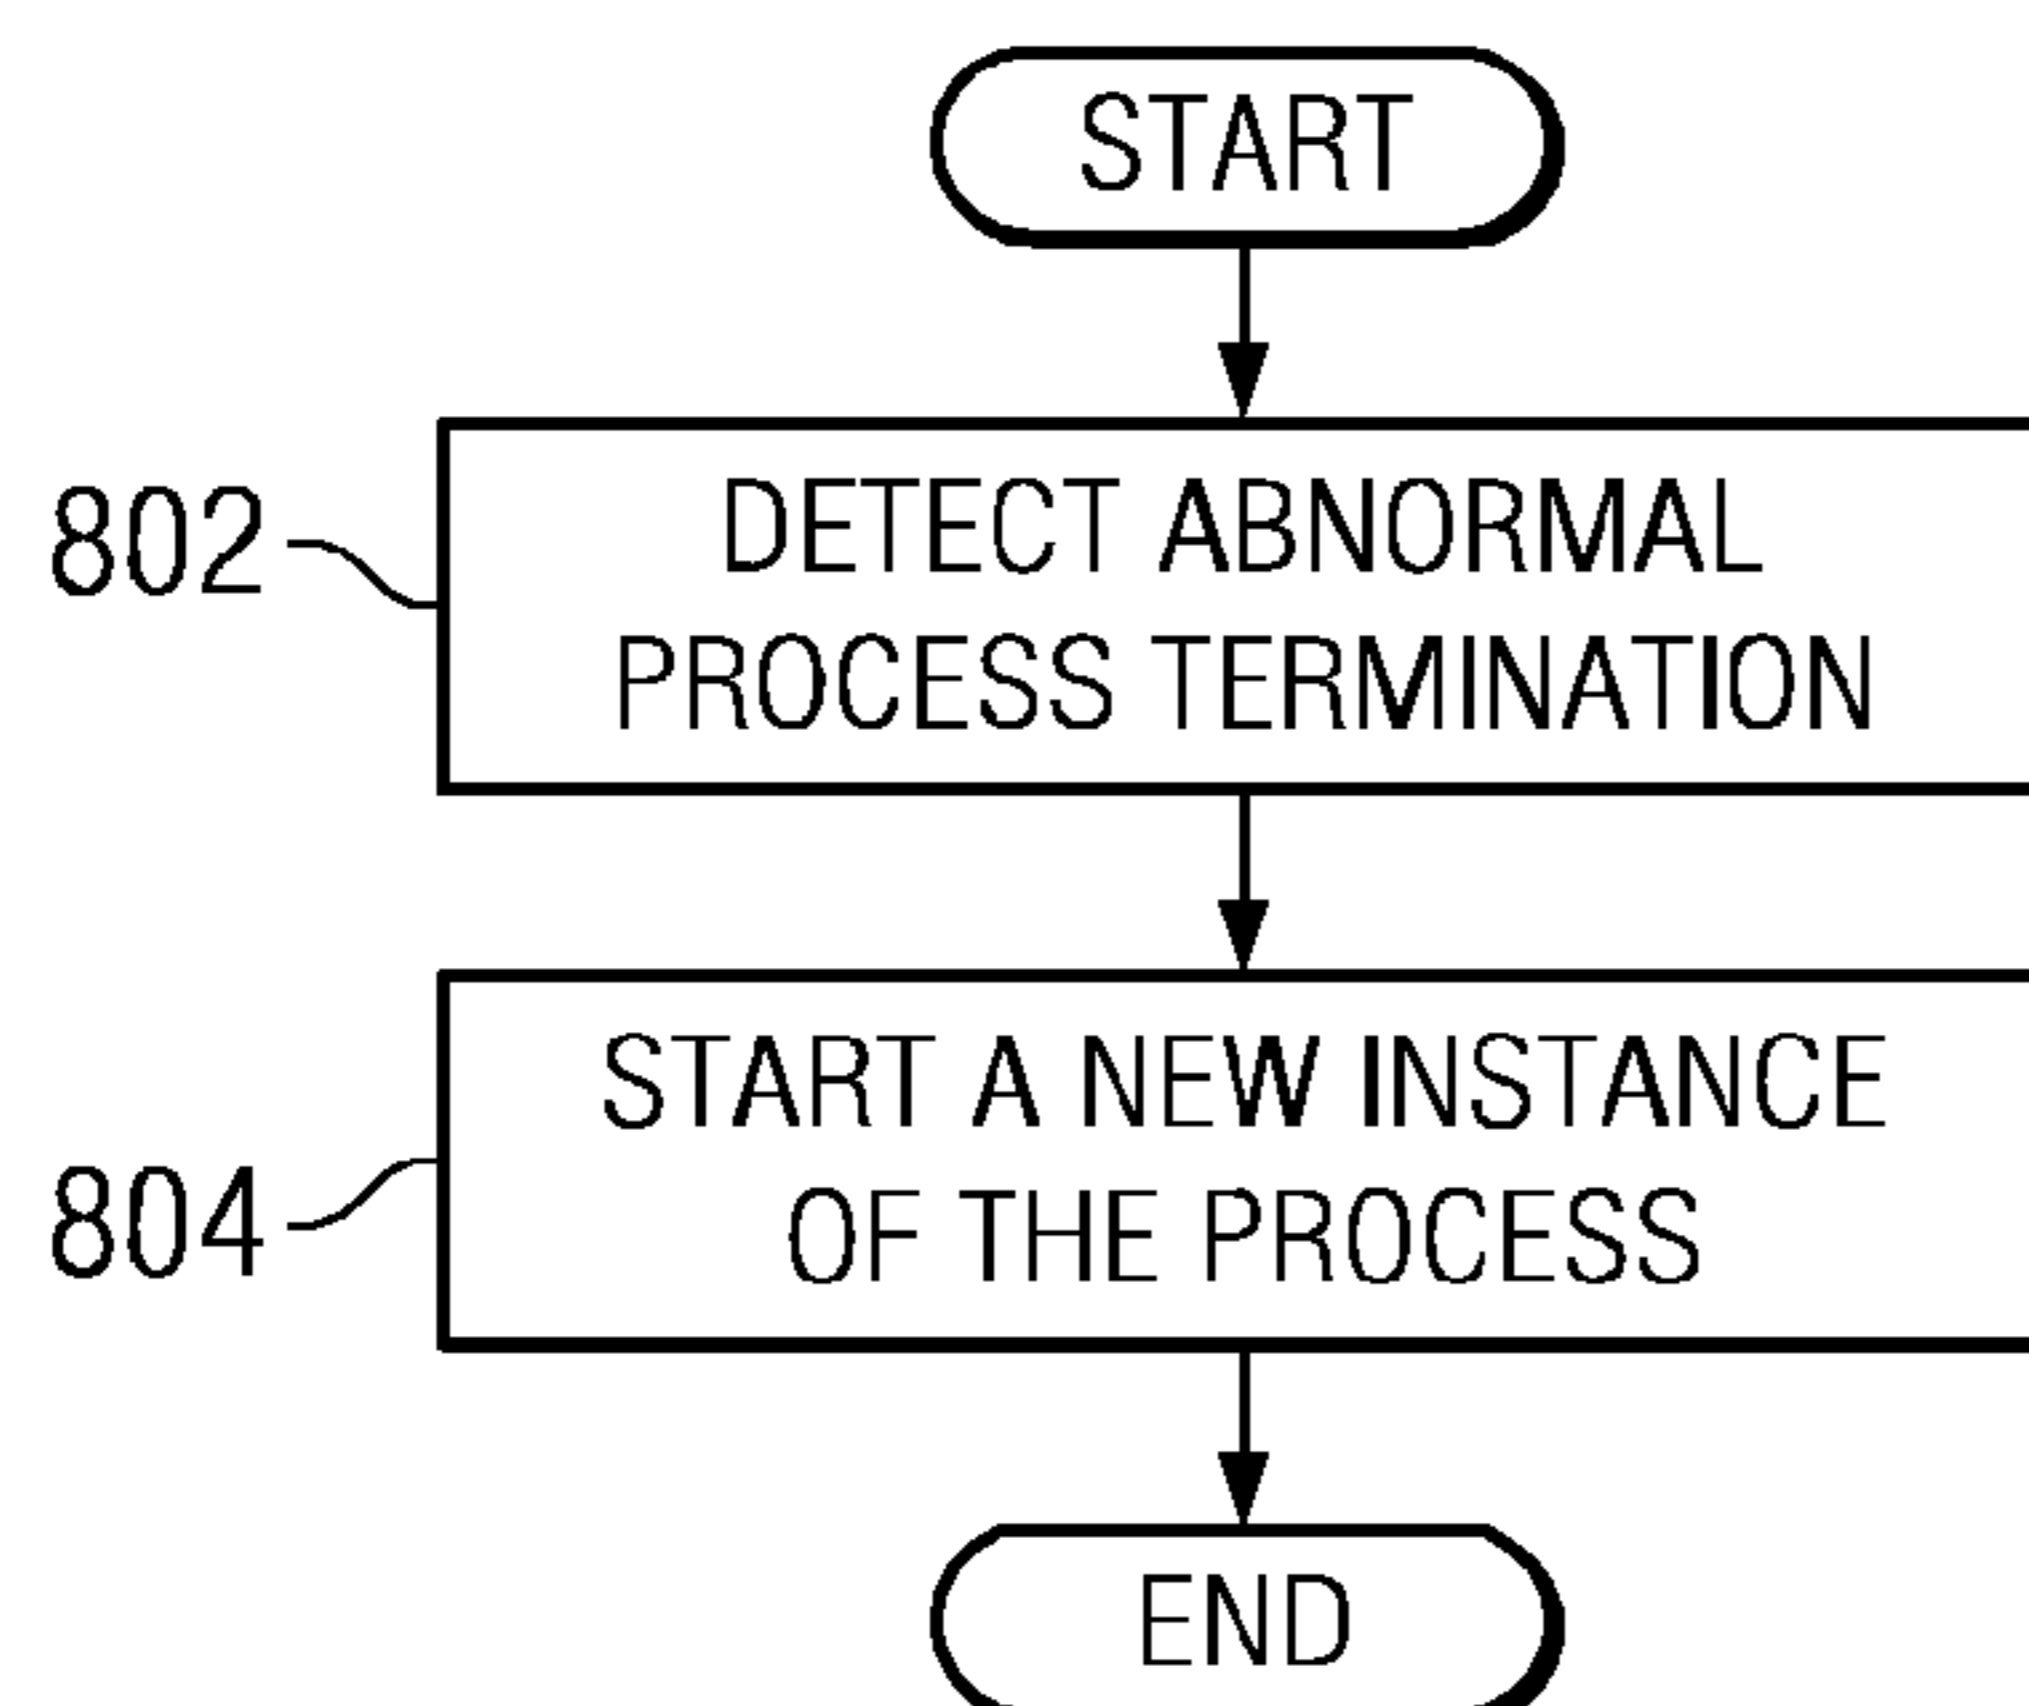 START
802
DETECT ABNORMAL
PROCESS TERMINATION
804
START A NEW INSTANCE
OF THE PROCESS
END